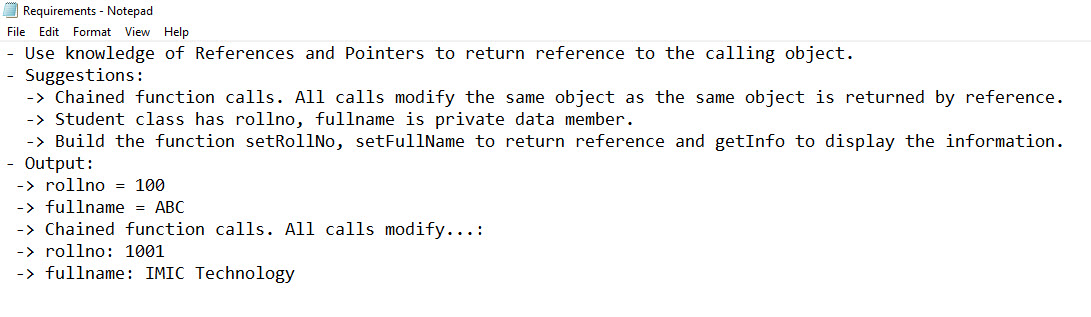 Requirements - Notepad
File Edit Format View Help
- Use knowledge of References and Pointers to return reference to the calling object.
- Suggestions:
-> Chained function calls. All calls modify the same object as the same object is returned by reference.
-> Student class has rollno, fullname is private data member.
-> Build the function setRollNo, setFullName to return reference and getInfo to display the information.
- Output:
-> rollno = 100
-> fullname = ABC
-> Chained function calls. All calls modify...:
-> rollno: 1001
-> fullname: IMIC Technology